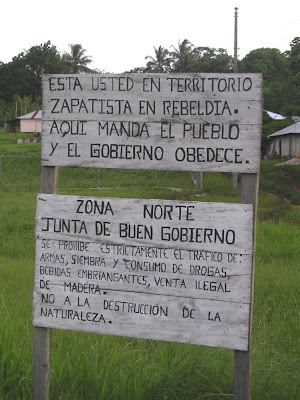 ESTA USTED EN TERRITORIO
ZAPATISTA EN REBELDIA.
AQUI MANDA EL PUEBLO
Y EL GOBIERNO OBEDECE.
ZONA NORTE
JUNTA DE BUEN GOBIERNO
SE PROHIBE ESTRICTAMENTE EL TRAFICO DE:
ARMAS, SIEMBRA Y CONSUMO DE DROGAS,
BEBIDAS EMBRIANGANTES, VENTA ILEGAL
DE MADERA.
NO A LA DESTRUCCIÓN DE LA
NATURALEZA.